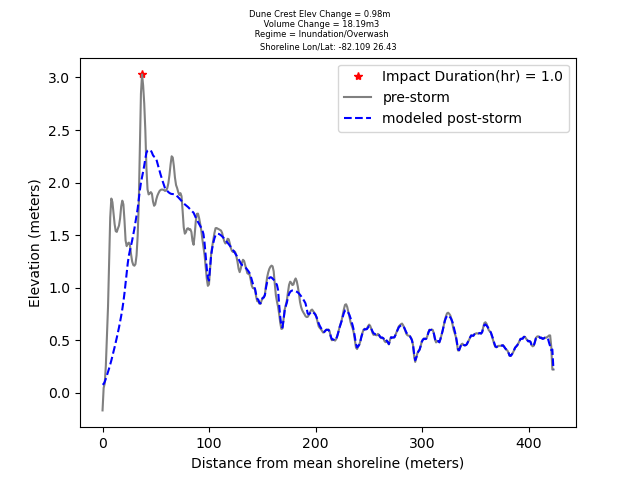 Dune Crest Elev Change = 0.98m
Volume Change = 18.19m3
Regime = Inundation/Overwash
Shoreline Lon/Lat: -82.109 26.43
Impact Duration(hr) = 1.0
pre-storm
modeled post-storm
Elevation (meters)
3.0
2.5
2.0
1.5
1.0
0.5
0.0
0 100 200 300 400
Distance from mean shoreline (meters)